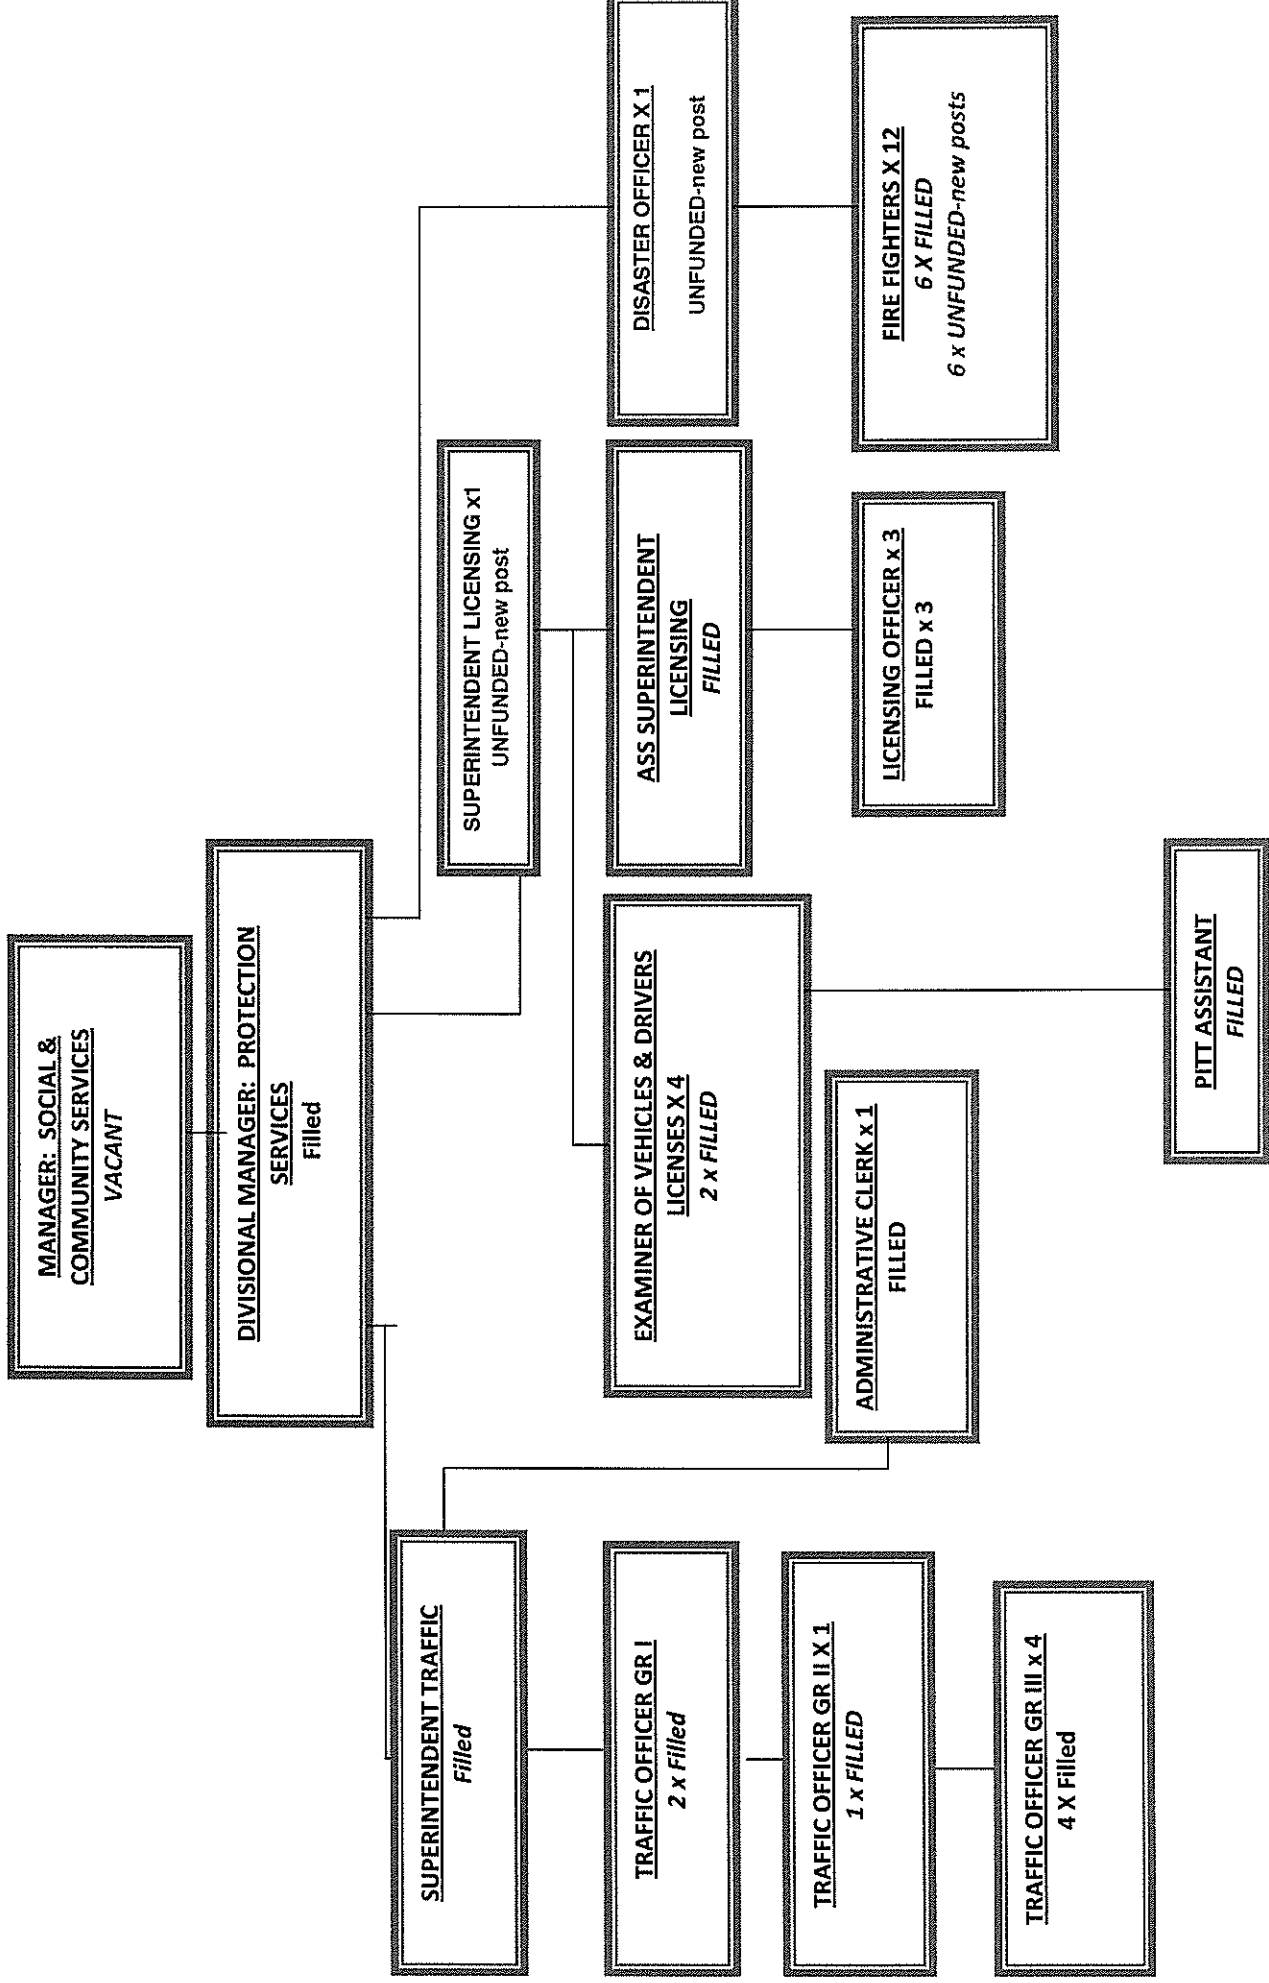 MANAGER: SOCIAL &
COMMUNITY SERVICES
VACANT
DIVISIONAL MANAGER: PROTECTION
SERVICES
Filled
SUPERINTENDENT TRAFFIC
Filled
SUPERINTENDENT LICENSING x1
UNFUNDED-new post
TRAFFIC OFFICER GR I
2 x Filled
EXAMINER OF VEHICLES & DRIVERS
LICENSES X 4
2 x FILLED
ASS SUPERINTENDENT
LICENSING
FILLED
DISASTER OFFICER X 1
UNFUNDED-new post
TRAFFIC OFFICER GR II X 1
1 x FILLED
ADMINISTRATIVE CLERK x 1
FILLED
LICENSING OFFICER x 3
FILLED x 3
FIRE FIGHTERS X 12
6 X FILLED
6 x UNFUNDED-new posts
TRAFFIC OFFICER GR III x 4
4 X Filled
PITT ASSISTANT
FILLED